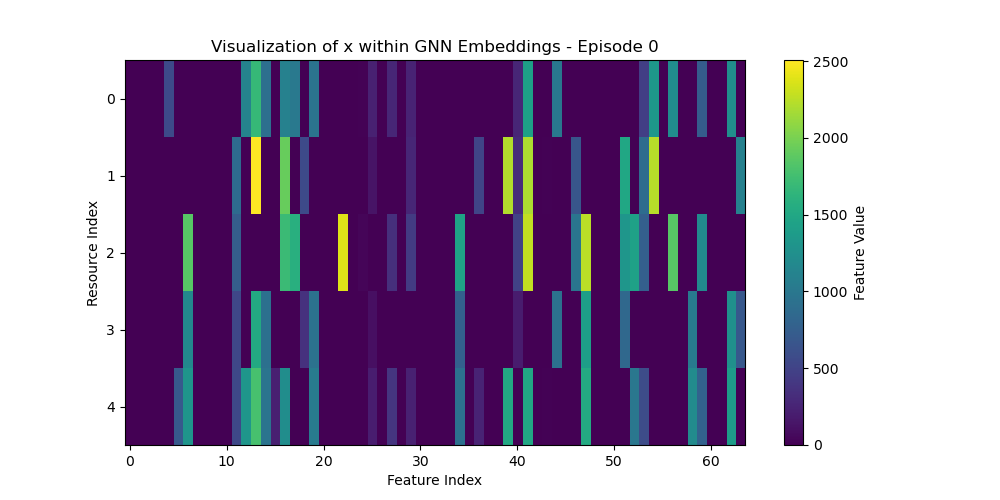 Visualization of x within GNN Embeddings - Episode 0
0
1
2
3
4
Resource Index
0 10 20 30 40 50 60
Feature Index
2500
2000
1500
1000
500
0
Feature Value